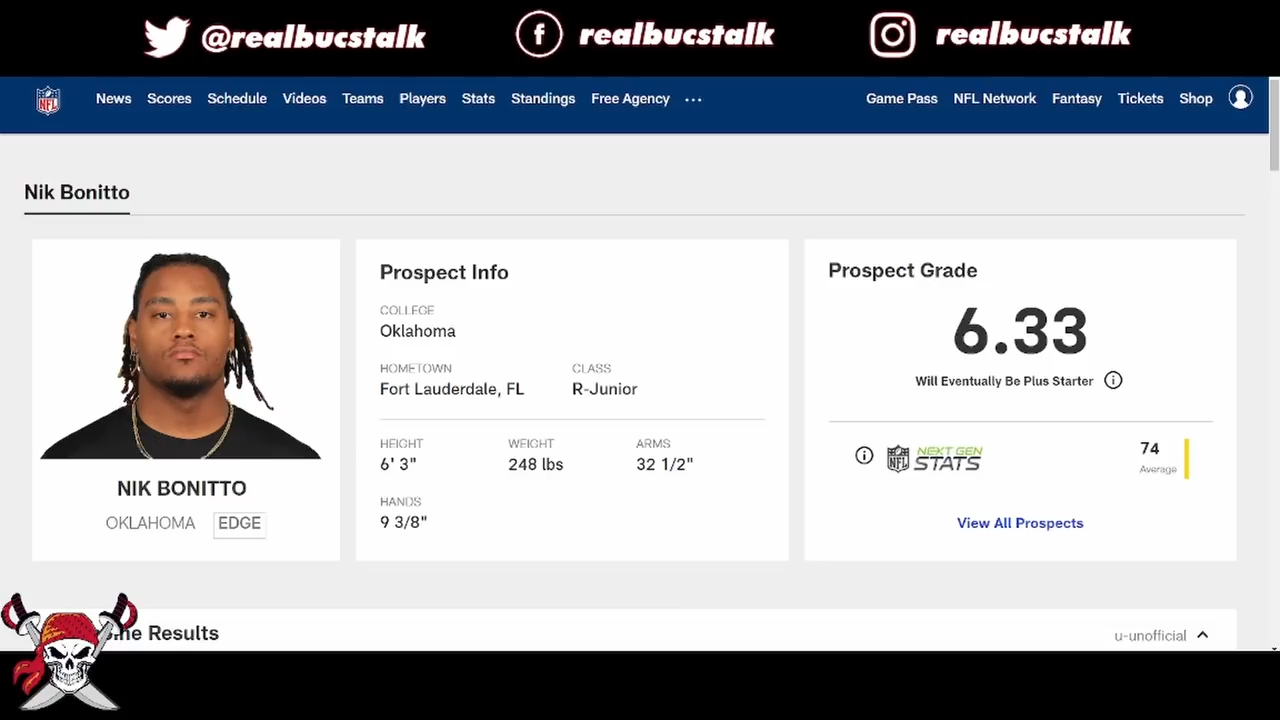 @realbucstalk realbucstalk realbucstalk
NFL News Scores Schedule Videos Teams Players Stats Standings Free Agency ... Game Pass NFL Network Fantasy Tickets Shop
Nik Bonitto
NIK BONITTO
OKLAHOMA EDGE
Prospect Info
COLLEGE
Oklahoma
HOMETOWN CLASS
Fort Lauderdale, FL R-Junior
HEIGHT WEIGHT ARMS
6' 3" 248 lbs 32 1/2"
HANDS
9 3/8"
Prospect Grade
6.33
Will Eventually Be Plus Starter
NFL NEXT GEN STATS 74
Average
View All Prospects
me Results u-unofficial